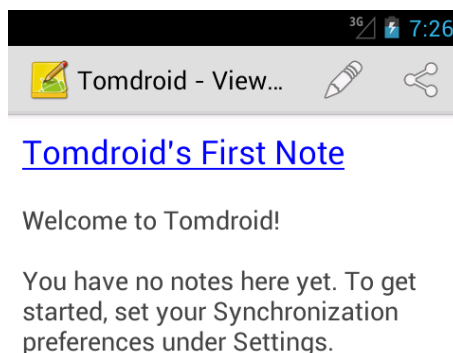 3G 7:26
Tomdroid - View...
Tomdroid's First Note
Welcome to Tomdroid!
You have no notes here yet. To get
started, set your Synchronization
preferences under Settings.